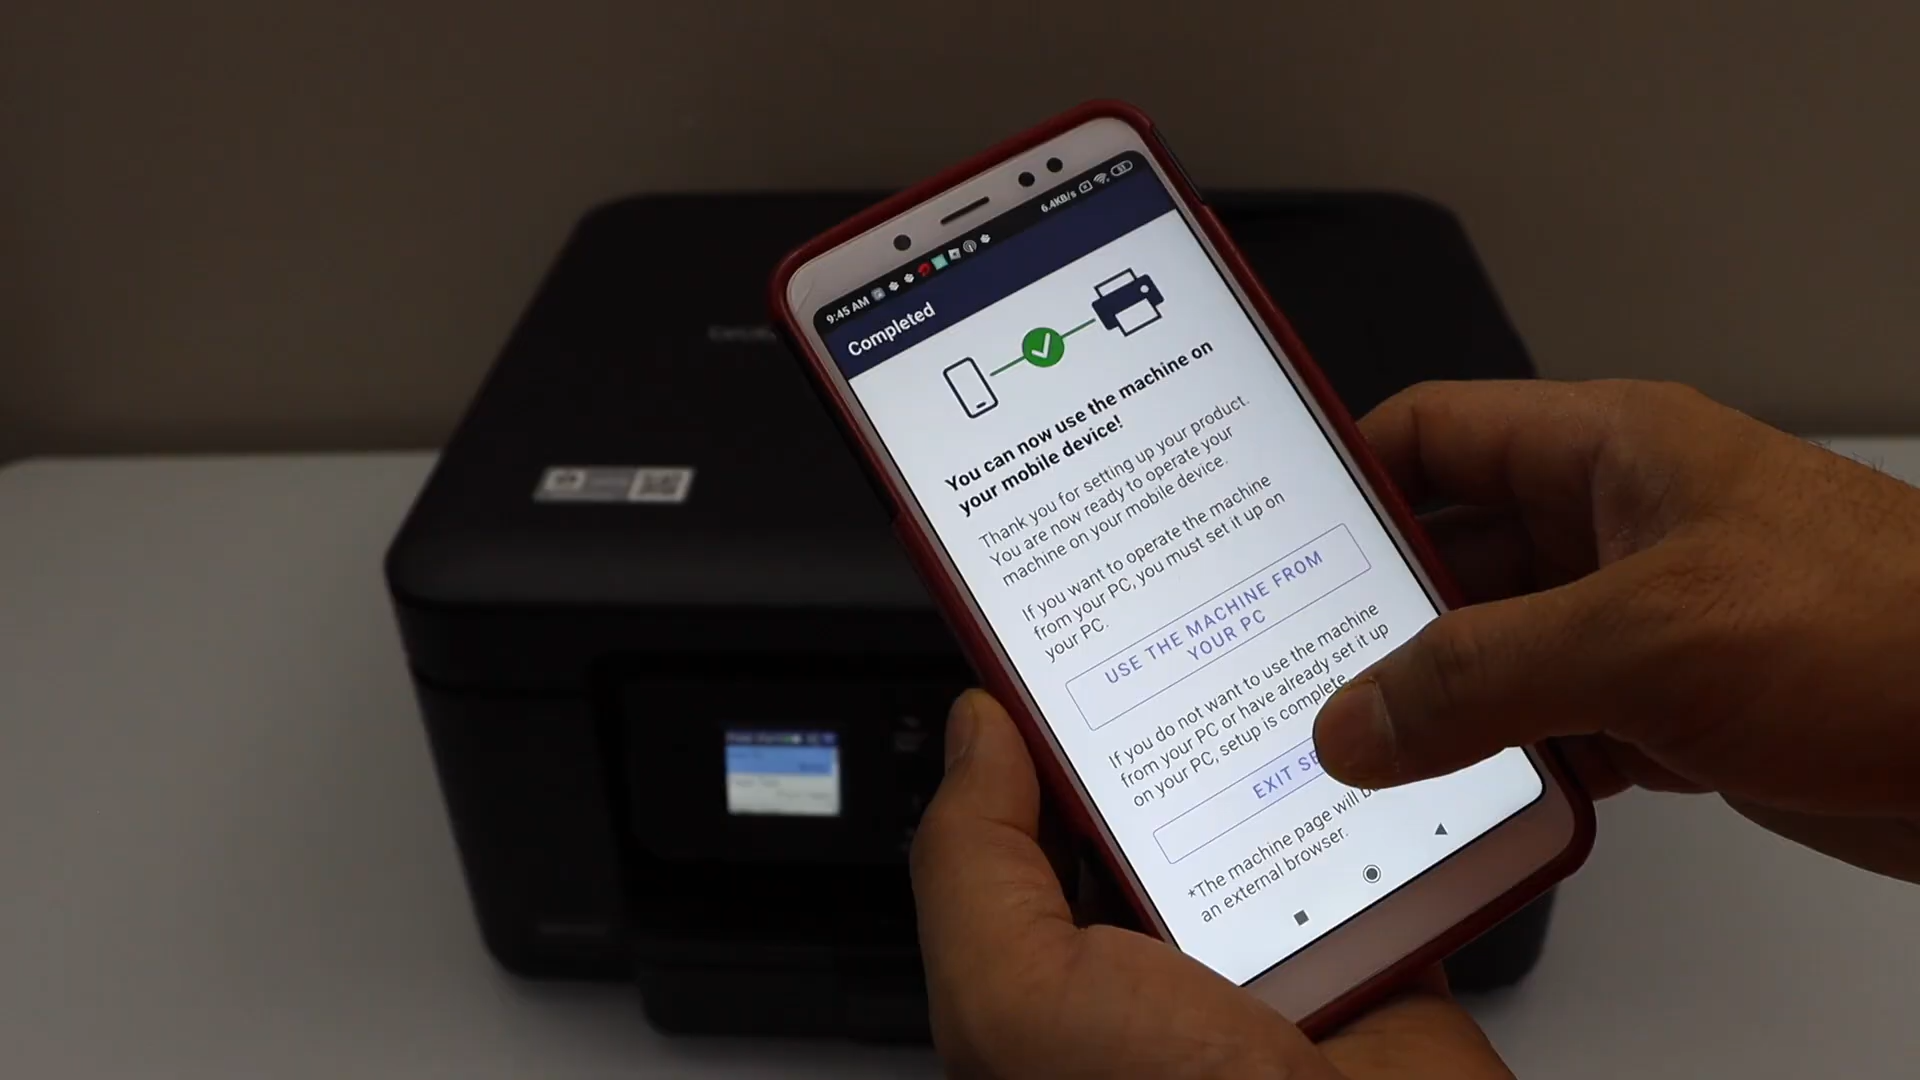 9:45 AM
6.4KB/s
Completed
You can now use the machine on
your mobile device!
Thank you for setting up your product.
You are now ready to operate your
machine on your mobile device.
If you want to operate the machine
from your PC, you must set it up on
your PC.
USE THE MACHINE FROM
YOUR PC
If you do not want to use the machine
from your PC or have already set it up
on your PC, setup is complete.
EXIT SE
*The machine page will
an external browser.